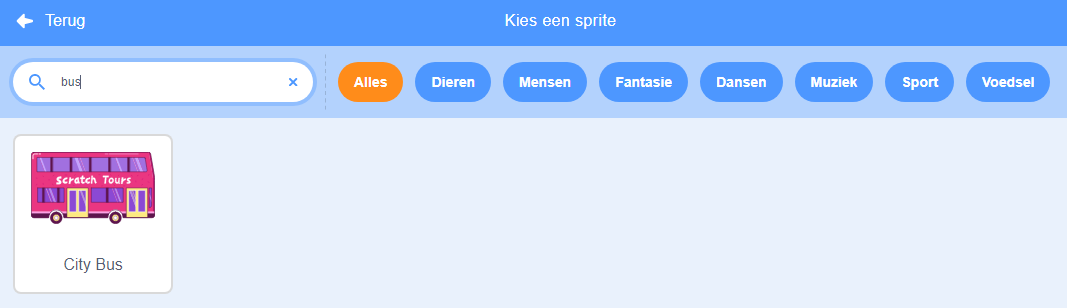 Terug
Kies een sprite
bus
Alles
Dieren
Mensen
Fantasie
Dansen
Muziek
Sport
Voedsel
Scratch Tours
City Bus